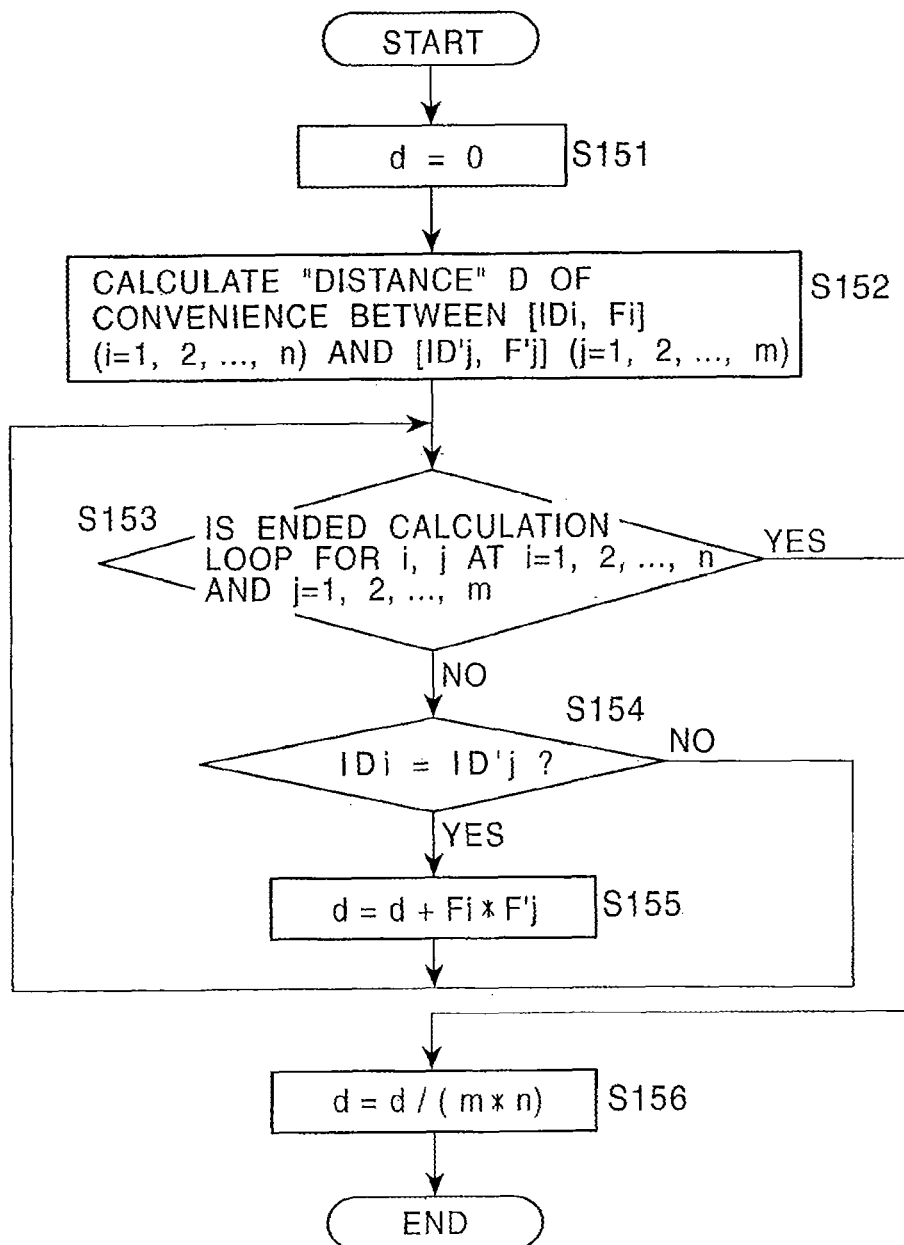 START
d = 0
S151
CALCULATE "DISTANCE" D OF
CONVENIENCE BETWEEN [IDi, Fi]
(i=1, 2, ..., n) AND [ID'j, F'j] (j=1, 2, ..., m)
S152
S153
IS ENDED CALCULATION
LOOP FOR i, j AT i=1, 2, ..., n
AND j=1, 2, ..., m
YES
NO
S154
IDi = ID'j ?
NO
YES
d = d + Fi * F'j
S155
d = d / ( m * n)
S156
END